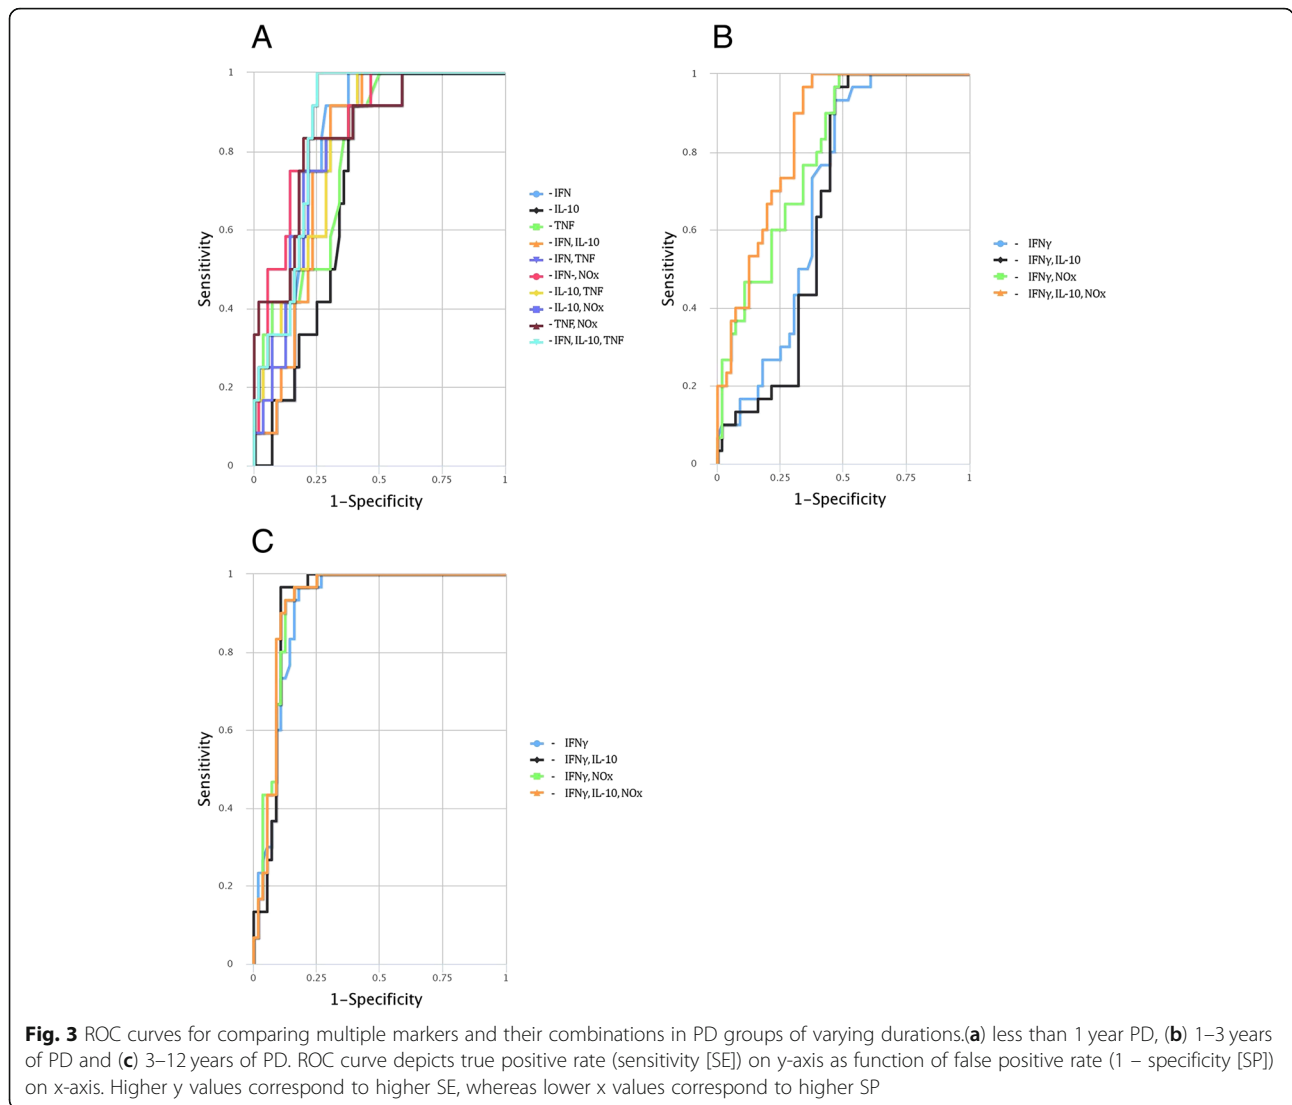 A
1
0.8
0.6
0.4
0.2
0
0
0.25
0.5
0.75
1
Sensitivity
1–Specificity
- IFN
- IL-10
- TNF
- IFN, IL-10
- IFN, TNF
- IFN-, NOx
- IL-10, TNF
- IL-10, NOx
- TNF, NOx
- IFN, IL-10, TNF
B
1
0.8
0.6
0.4
0.2
0
0
0.25
0.5
0.75
1
Sensitivity
1–Specificity
- IFNγ
- IFNγ, IL-10
- IFNγ, NOx
- IFNγ, IL-10, NOx
C
1
0.8
0.6
0.4
0.2
0
0
0.25
0.5
0.75
1
Sensitivity
1–Specificity
- IFNγ
- IFNγ, IL-10
- IFNγ, NOx
- IFNγ, IL-10, NOx
Fig. 3 ROC curves for comparing multiple markers and their combinations in PD groups of varying durations.(a) less than 1 year PD, (b) 1–3 years
of PD and (c) 3–12 years of PD. ROC curve depicts true positive rate (sensitivity [SE]) on y-axis as function of false positive rate (1 – specificity [SP])
on x-axis. Higher y values correspond to higher SE, whereas lower x values correspond to higher SP